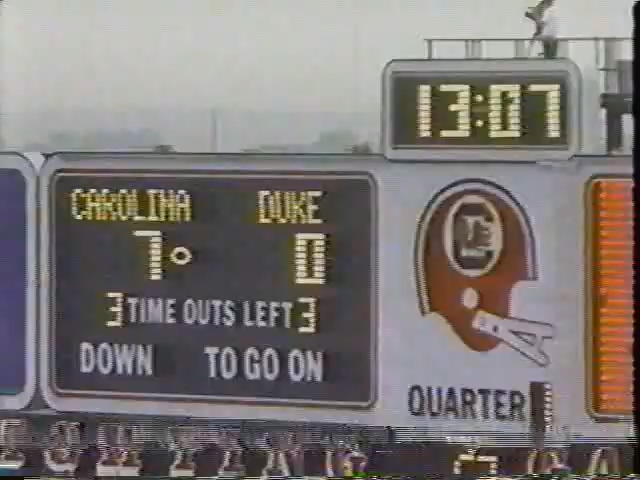 13:07
CAROLINA DUKE
7 0
3 TIME OUTS LEFT 3
DOWN TO GO ON
QUARTER